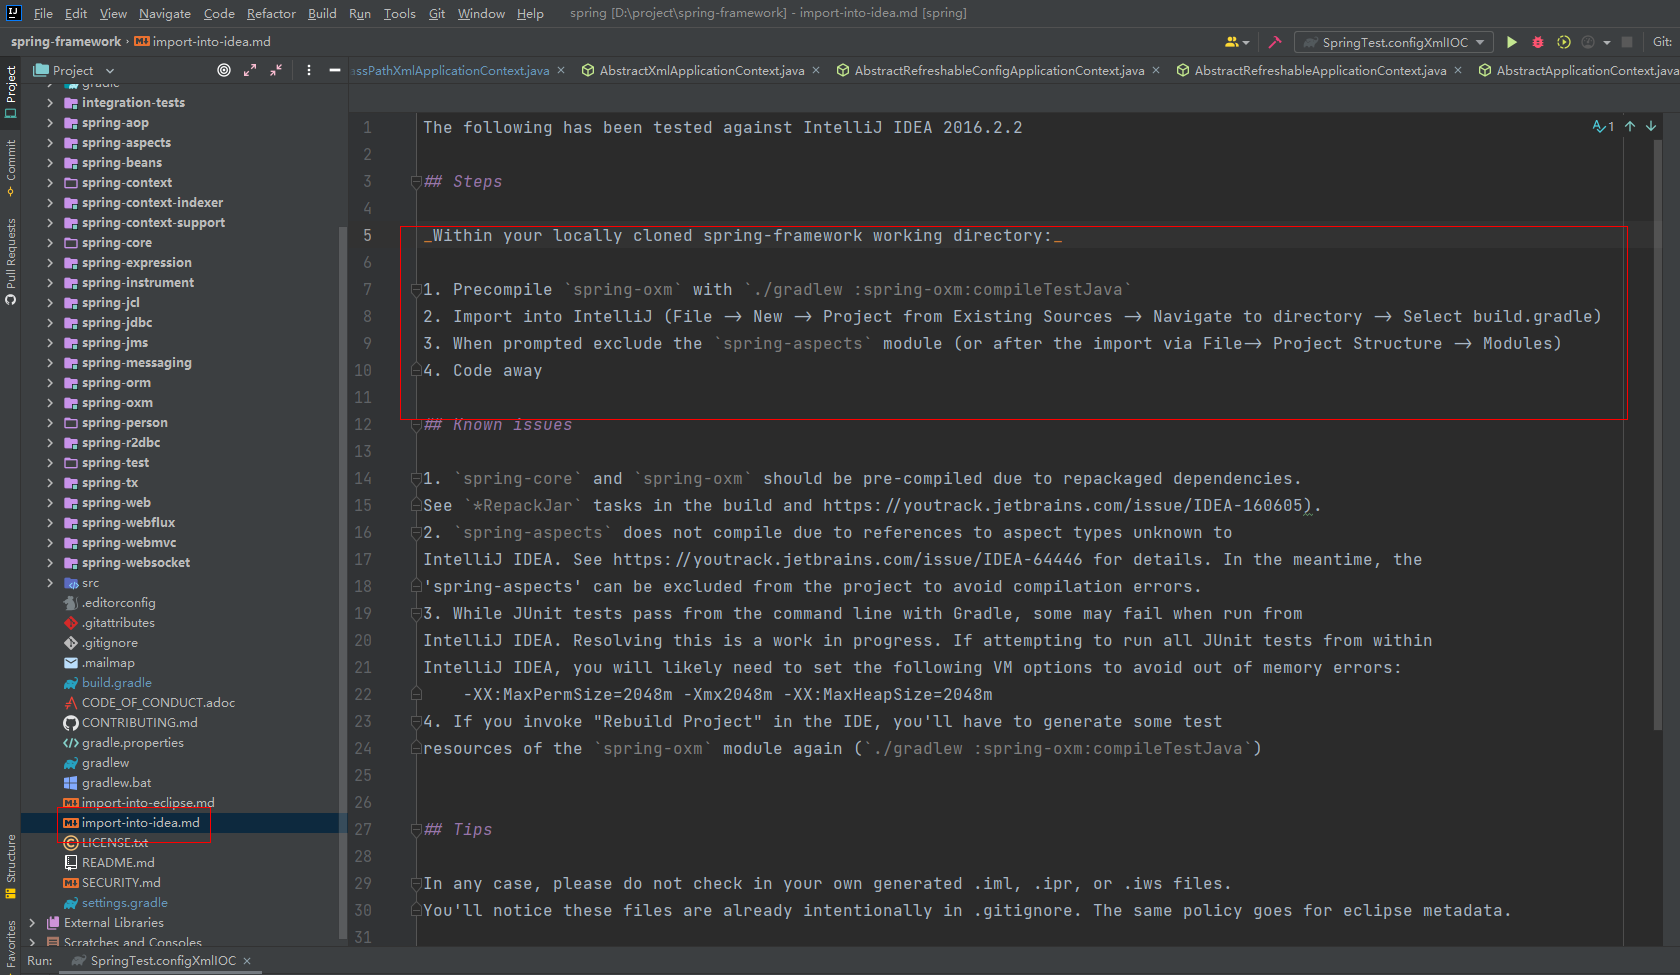 File Edit View Navigate Code Refactor Build Run Tools Git Window Help spring [D:\project\spring-framework] - import-into-idea.md [spring]
spring-framework › import-into-idea.md
SpringTest.configXmlIOC
Git:
Project
assPathXmlApplicationContext.java
AbstractXmlApplicationContext.java
AbstractRefreshableConfigApplicationContext.java
AbstractRefreshableApplicationContext.java
AbstractApplicationContext.java
Project
Commit
Pull Requests
Structure
Favorites
gradle
integration-tests
spring-aop
spring-aspects
spring-beans
spring-context
spring-context-indexer
spring-context-support
spring-core
spring-expression
spring-instrument
spring-jcl
spring-jdbc
spring-jms
spring-messaging
spring-orm
spring-oxm
spring-person
spring-r2dbc
spring-test
spring-tx
spring-web
spring-webflux
spring-webmvc
spring-websocket
src
.editorconfig
.gitattributes
.gitignore
.mailmap
build.gradle
CODE_OF_CONDUCT.adoc
CONTRIBUTING.md
gradle.properties
gradlew
gradlew.bat
import-into-eclipse.md
import-into-idea.md
LICENSE.txt
README.md
SECURITY.md
settings.gradle
External Libraries
Scratches and Consoles
1 The following has been tested against IntelliJ IDEA 2016.2.2
1
2
3 ## Steps
4
5 _Within your locally cloned spring-framework working directory:_
6
7 1. Precompile `spring-oxm` with `./gradlew :spring-oxm:compileTestJava`
8 2. Import into IntelliJ (File -> New -> Project from Existing Sources -> Navigate to directory -> Select build.gradle)
9 3. When prompted exclude the `spring-aspects` module (or after the import via File-> Project Structure -> Modules)
10 4. Code away
11
12 ## Known issues
13
14 1. `spring-core` and `spring-oxm` should be pre-compiled due to repackaged dependencies.
15 See `*RepackJar` tasks in the build and https://youtrack.jetbrains.com/issue/IDEA-160605).
16 2. `spring-aspects` does not compile due to references to aspect types unknown to
17 IntelliJ IDEA. See https://youtrack.jetbrains.com/issue/IDEA-64446 for details. In the meantime, the
18 'spring-aspects' can be excluded from the project to avoid compilation errors.
19 3. While JUnit tests pass from the command line with Gradle, some may fail when run from
20 IntelliJ IDEA. Resolving this is a work in progress. If attempting to run all JUnit tests from within
21 IntelliJ IDEA, you will likely need to set the following VM options to avoid out of memory errors:
22 -XX:MaxPermSize=2048m -Xmx2048m -XX:MaxHeapSize=2048m
23 4. If you invoke "Rebuild Project" in the IDE, you'll have to generate some test
24 resources of the `spring-oxm` module again (`./gradlew :spring-oxm:compileTestJava`)
25
26
27 ## Tips
28
29 In any case, please do not check in your own generated .iml, .ipr, or .iws files.
30 You'll notice these files are already intentionally in .gitignore. The same policy goes for eclipse metadata.
31
Run: SpringTest.configXmlIOC